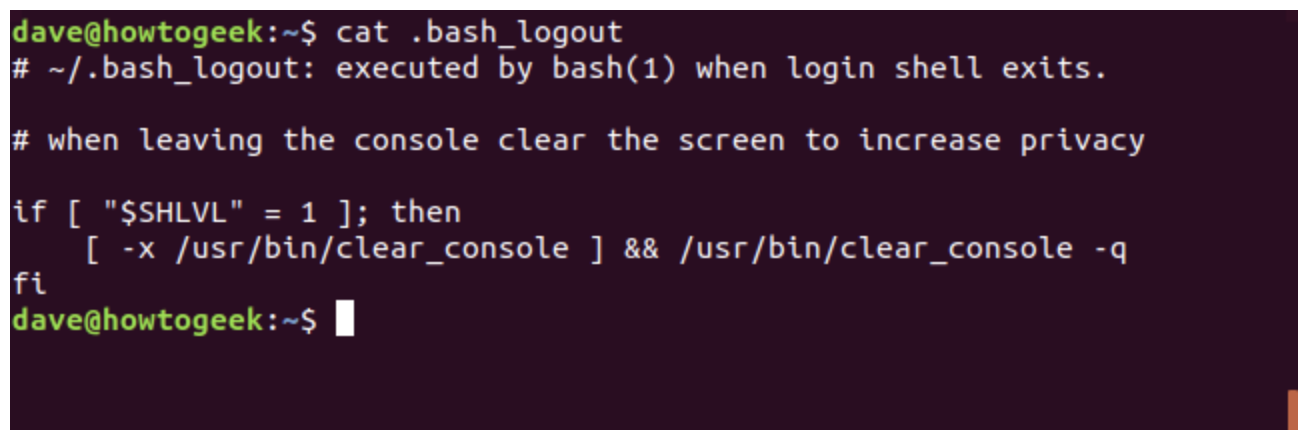 dave@howtogeek:~$ cat .bash_logout
# ~/.bash_logout: executed by bash(1) when login shell exits.
# when leaving the console clear the screen to increase privacy
if [ "$SHLVL" = 1 ]; then
    [ -x /usr/bin/clear_console ] && /usr/bin/clear_console -q
fi
dave@howtogeek:~$